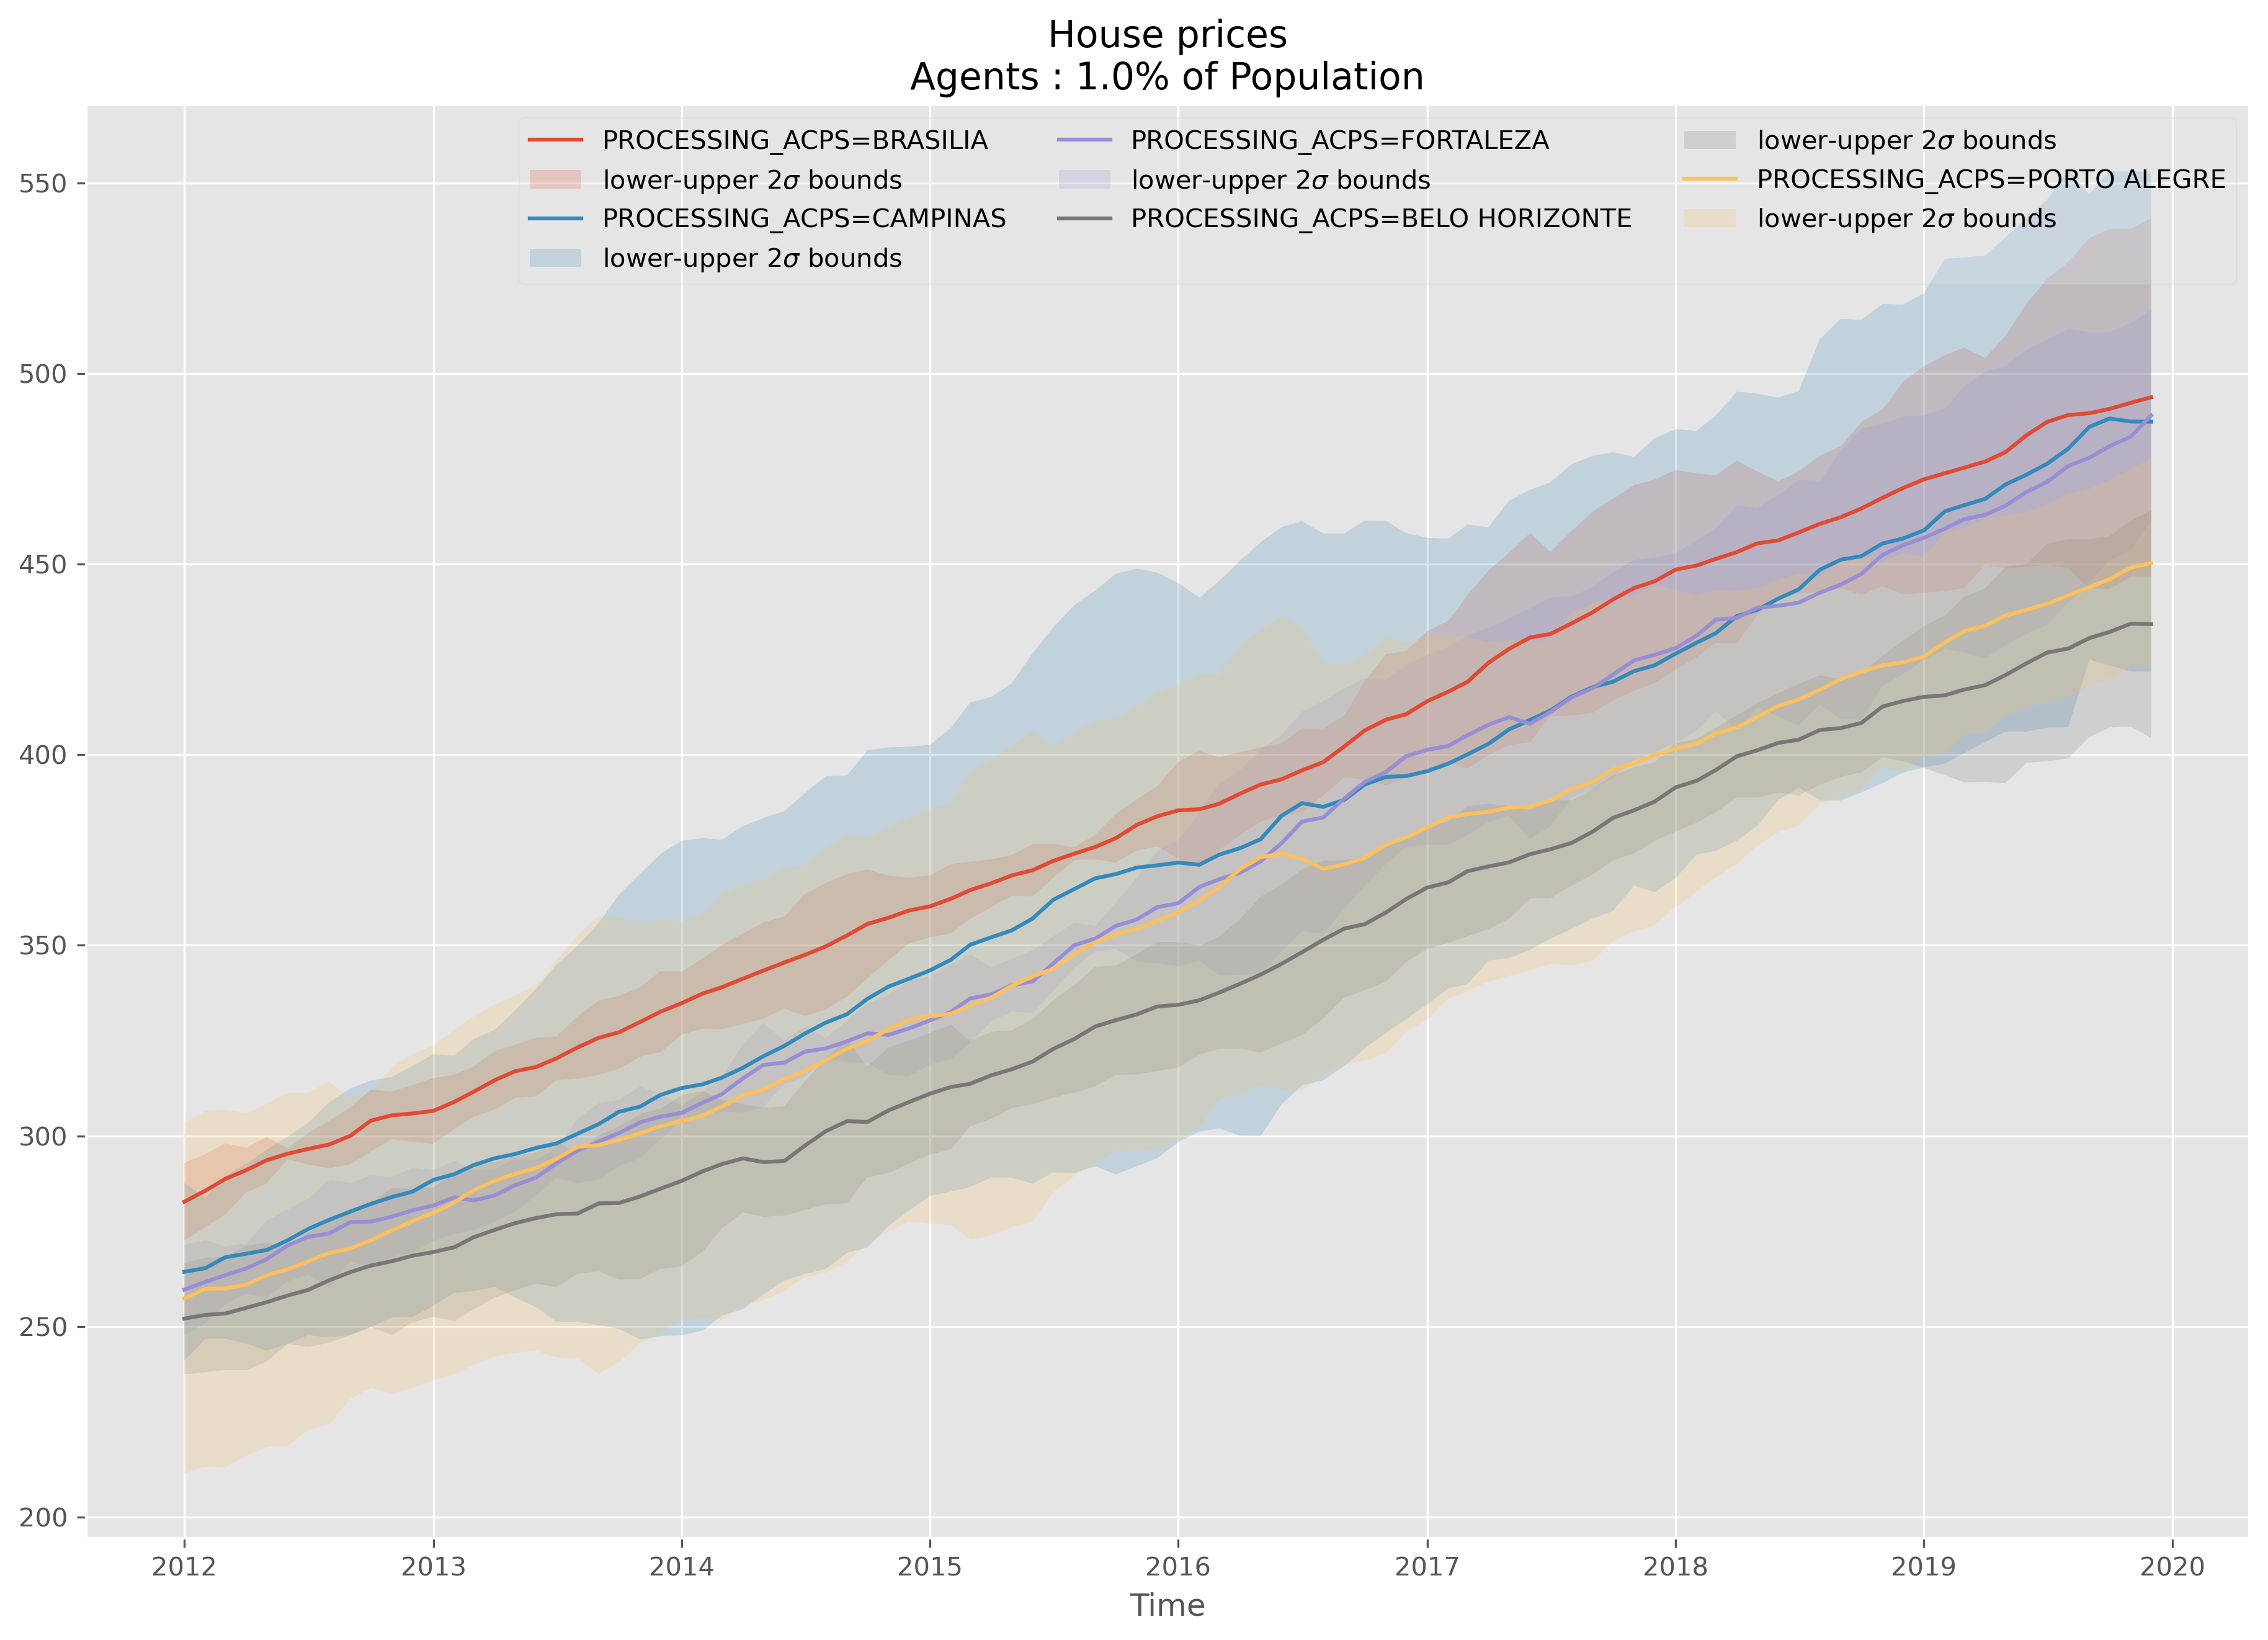 House prices
Agents : 1.0% of Population
PROCESSING_ACPS=BRASILIA
lower-upper 2σ bounds
PROCESSING_ACPS=CAMPINAS
lower-upper 2σ bounds
PROCESSING_ACPS=FORTALEZA
lower-upper 2σ bounds
PROCESSING_ACPS=BELO HORIZONTE
lower-upper 2σ bounds
PROCESSING_ACPS=PORTO ALEGRE
lower-upper 2σ bounds
550
500
450
400
350
300
250
200
2012 2013 2014 2015 2016 2017 2018 2019 2020
Time